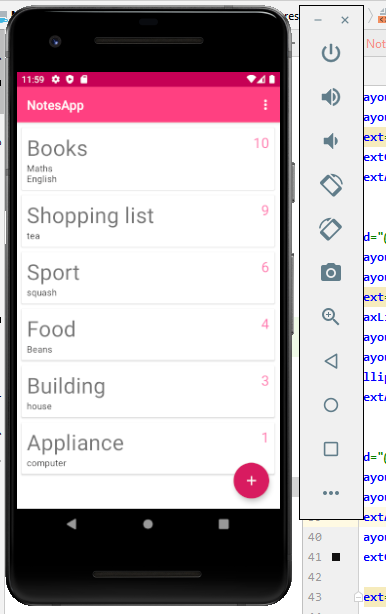 11:59
NotesApp
Books
10
Maths
English
Shopping list
9
tea
Sport
6
squash
Food
4
Beans
Building
3
house
Appliance
1
computer
ayou
ayou
ext=
extC
extA
d="@
ayou
ayou
ext=
axLi
ayou
ayou
llip
extA
d="@
ayou
ayou
extA
40
ayou
41
extC
42
43
ext=